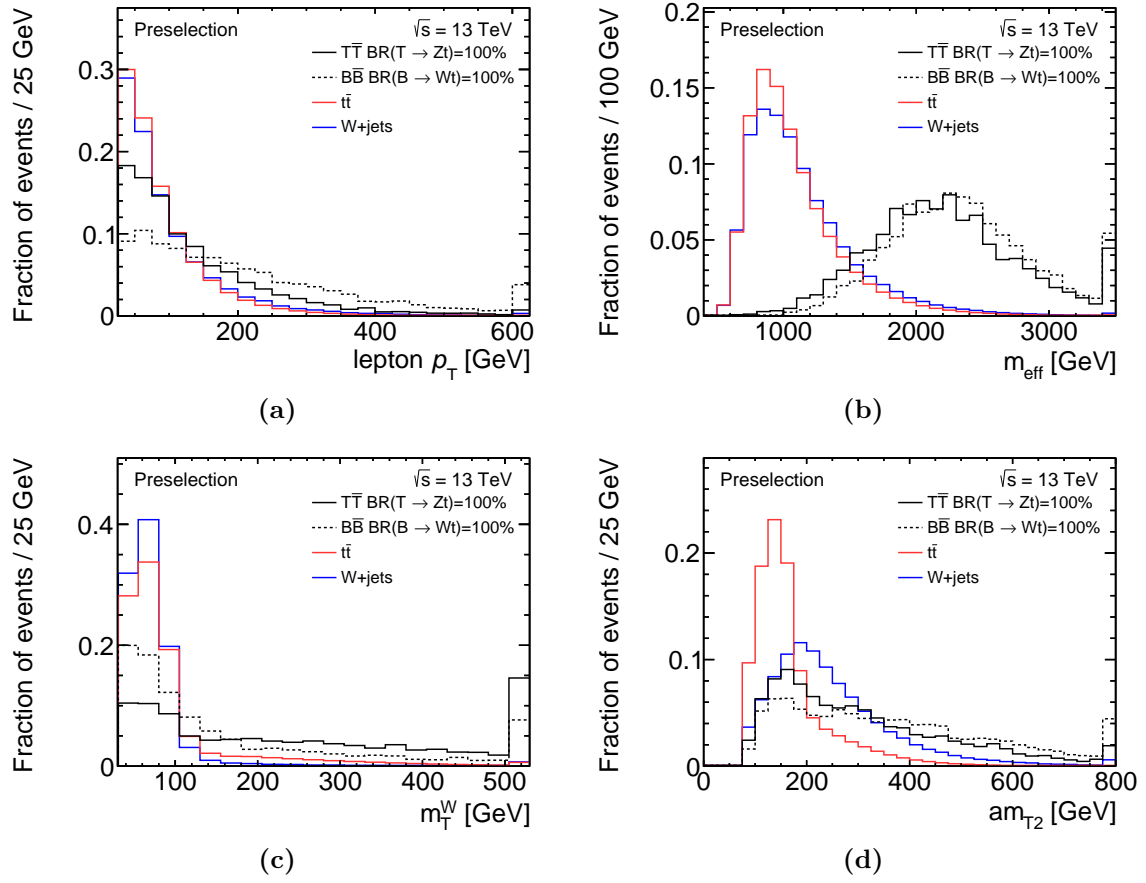 Preselection
√s = 13 TeV
TT̅ BR(T → Zt)=100%
BB̅ BR(B → Wt)=100%
tt̄
W+jets
Fraction of events / 25 GeV
0
0.1
0.2
0.3
200
400
600
lepton p_T [GeV]
(a)
Preselection
√s = 13 TeV
TT̅ BR(T → Zt)=100%
BB̅ BR(B → Wt)=100%
tt̄
W+jets
Fraction of events / 100 GeV
0
0.05
0.1
0.15
0.2
1000
2000
3000
m_eff [GeV]
(b)
Preselection
√s = 13 TeV
TT̅ BR(T → Zt)=100%
BB̅ BR(B → Wt)=100%
tt̄
W+jets
Fraction of events / 25 GeV
0
0.2
0.4
100
200
300
400
500
m_T^W [GeV]
(c)
Preselection
√s = 13 TeV
TT̅ BR(T → Zt)=100%
BB̅ BR(B → Wt)=100%
tt̄
W+jets
Fraction of events / 25 GeV
0
0.1
0.2
0
200
400
600
800
am_T2 [GeV]
(d)